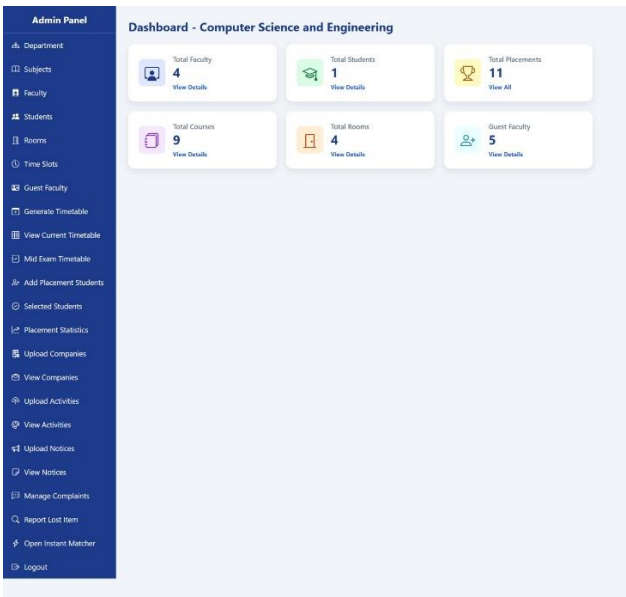 Admin Panel
Department
Subjects
Faculty
Students
Rooms
Time Slots
Guest Faculty
Generate Timetable
View Current Timetable
Mid Exam Timetable
Add Placement Students
Selected Students
Placement Statistics
Upload Companies
View Companies
Upload Activities
View Activities
Upload Notices
View Notices
Manage Complaints
Report Lost Item
Open Instant Matcher
Logout
Dashboard - Computer Science and Engineering
Total Faculty
4
View Details
Total Students
1
View Details
Total Placements
11
View All
Total Courses
9
View Details
Total Rooms
4
View Details
Guest Faculty
5
View Details